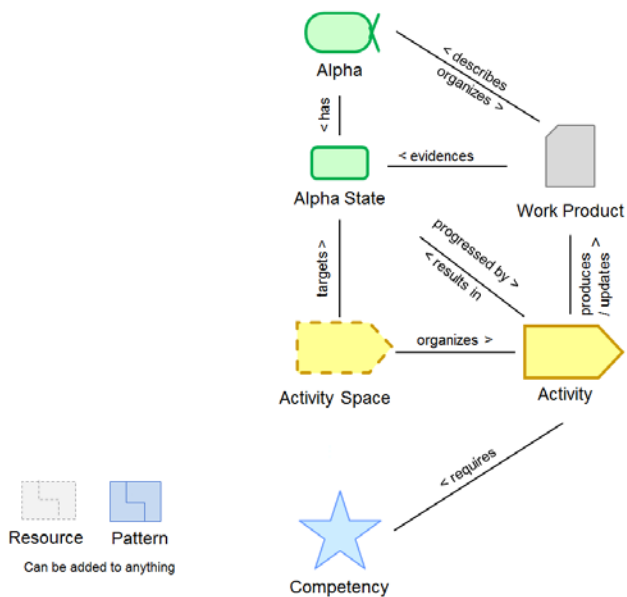 Alpha
< describes
organizes >
< has
< evidences
Alpha State
Work Product
targets >
progressed by >
< results in
produces >
/ updates
organizes >
Activity Space
Activity
< requires
Resource
Pattern
Can be added to anything
Competency